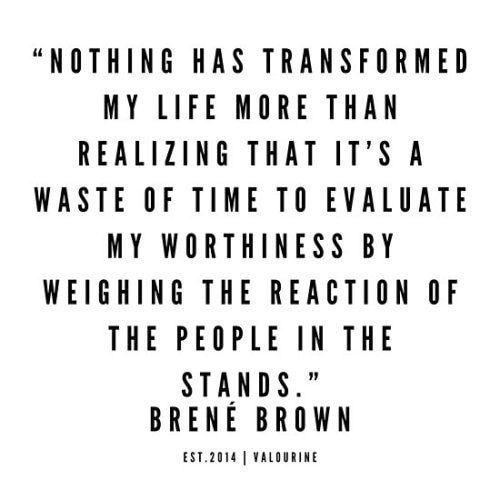 “NOTHING HAS TRANSFORMED
MY LIFE MORE THAN
REALIZING THAT IT’S A
WASTE OF TIME TO EVALUATE
MY WORTHINESS BY
WEIGHING THE REACTION OF
THE PEOPLE IN THE
STANDS.”
BRENÉ BROWN
EST.2014 | VALOURINE